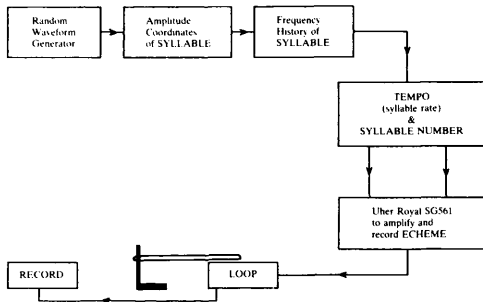 Random
Waveform
Generator
Amplitude
Coordinates
of SYLLABLE
Frequency
History of
SYLLABLE
TEMPO
(syllable rate)
&
SYLLABLE NUMBER
Uher Royal SG561
to amplify and
record ECHEME
LOOP
RECORD